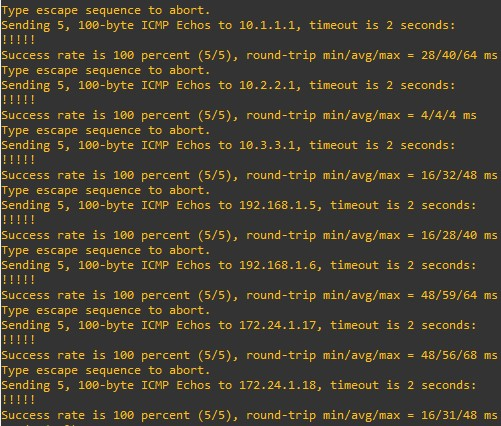 Type escape sequence to abort.
Sending 5, 100-byte ICMP Echos to 10.1.1.1, timeout is 2 seconds:
!!!!!
Success rate is 100 percent (5/5), round-trip min/avg/max = 28/40/64 ms
Type escape sequence to abort.
Sending 5, 100-byte ICMP Echos to 10.2.2.1, timeout is 2 seconds:
!!!!!
Success rate is 100 percent (5/5), round-trip min/avg/max = 4/4/4 ms
Type escape sequence to abort.
Sending 5, 100-byte ICMP Echos to 10.3.3.1, timeout is 2 seconds:
!!!!!
Success rate is 100 percent (5/5), round-trip min/avg/max = 16/32/48 ms
Type escape sequence to abort.
Sending 5, 100-byte ICMP Echos to 192.168.1.5, timeout is 2 seconds:
!!!!!
Success rate is 100 percent (5/5), round-trip min/avg/max = 16/28/40 ms
Type escape sequence to abort.
Sending 5, 100-byte ICMP Echos to 192.168.1.6, timeout is 2 seconds:
!!!!!
Success rate is 100 percent (5/5), round-trip min/avg/max = 48/59/64 ms
Type escape sequence to abort.
Sending 5, 100-byte ICMP Echos to 172.24.1.17, timeout is 2 seconds:
!!!!!
Success rate is 100 percent (5/5), round-trip min/avg/max = 48/56/68 ms
Type escape sequence to abort.
Sending 5, 100-byte ICMP Echos to 172.24.1.18, timeout is 2 seconds:
!!!!!
Success rate is 100 percent (5/5), round-trip min/avg/max = 16/31/48 ms